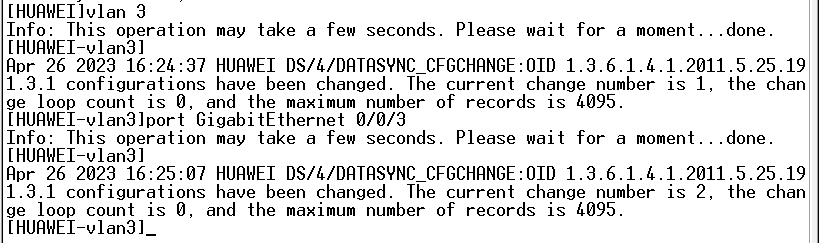 [HUAWEI]vlan 3
Info: This operation may take a few seconds. Please wait for a moment...done.
[HUAWEI-vlan3]
Apr 26 2023 16:24:37 HUAWEI DS/4/DATASYNC_CFGCHANGE:OID 1.3.6.1.4.1.2011.5.25.19
1.3.1 configurations have been changed. The current change number is 1, the chan
ge loop count is 0, and the maximum number of records is 4095.
[HUAWEI-vlan3]port GigabitEthernet 0/0/3
Info: This operation may take a few seconds. Please wait for a moment...done.
[HUAWEI-vlan3]
Apr 26 2023 16:25:07 HUAWEI DS/4/DATASYNC_CFGCHANGE:OID 1.3.6.1.4.1.2011.5.25.19
1.3.1 configurations have been changed. The current change number is 2, the chan
ge loop count is 0, and the maximum number of records is 4095.
[HUAWEI-vlan3]_